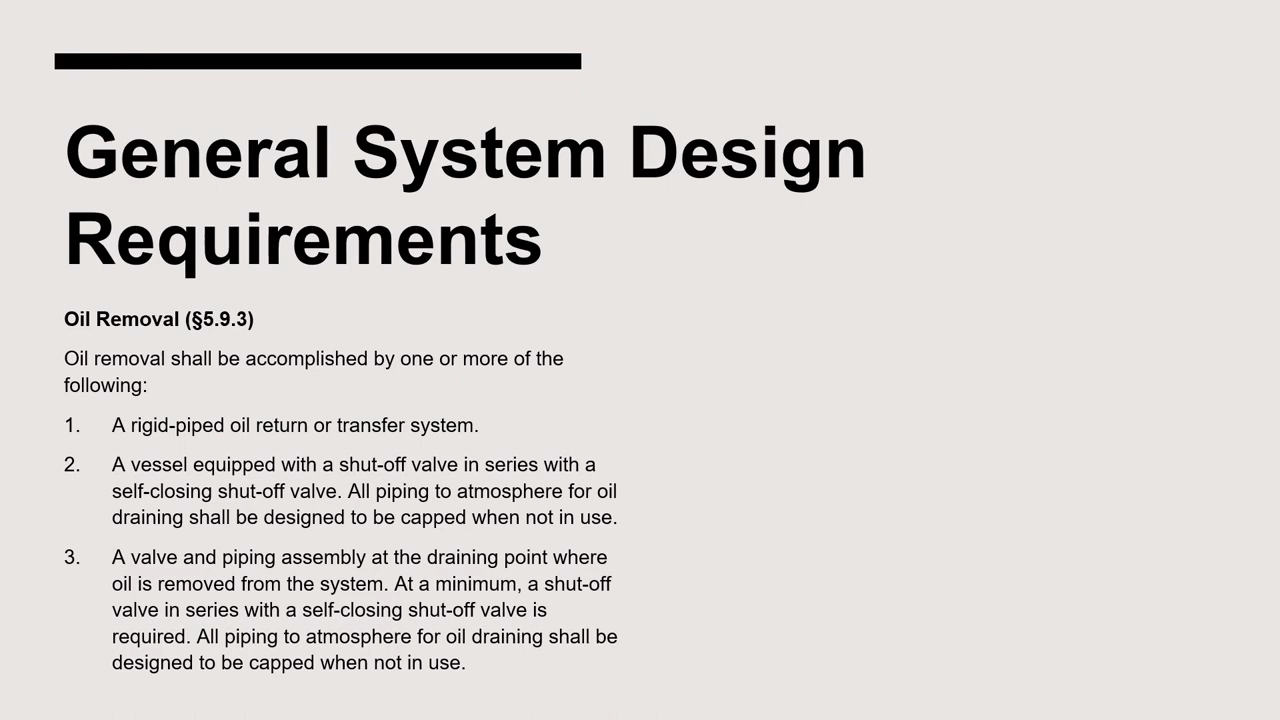 General System Design
Requirements
Oil Removal (§5.9.3)
Oil removal shall be accomplished by one or more of the
following:
1. A rigid-piped oil return or transfer system.
2. A vessel equipped with a shut-off valve in series with a
self-closing shut-off valve. All piping to atmosphere for oil
draining shall be designed to be capped when not in use.
3. A valve and piping assembly at the draining point where
oil is removed from the system. At a minimum, a shut-off
valve in series with a self-closing shut-off valve is
required. All piping to atmosphere for oil draining shall be
designed to be capped when not in use.